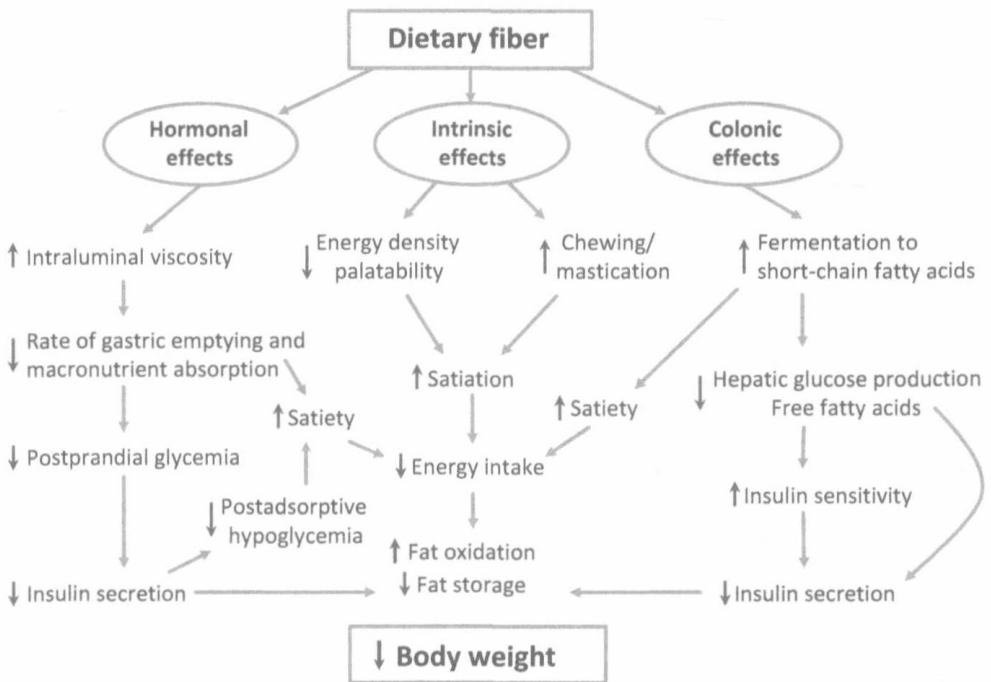 Dietary fiber
Hormonal
effects
Intrinsic
effects
Colonic
effects
↑ Intraluminal viscosity
↓ Rate of gastric emptying and
macronutrient absorption
↓ Postprandial glycemia
↓ Insulin secretion
↓ Postadsorptive
hypoglycemia
↑ Satiety
↓ Energy density
palatability
↑ Chewing/
mastication
↑ Satiation
↓ Energy intake
↑ Fat oxidation
↓ Fat storage
↑ Fermentation to
short-chain fatty acids
↑ Satiety
↓ Hepatic glucose production
Free fatty acids
↑ Insulin sensitivity
↓ Insulin secretion
↓ Body weight